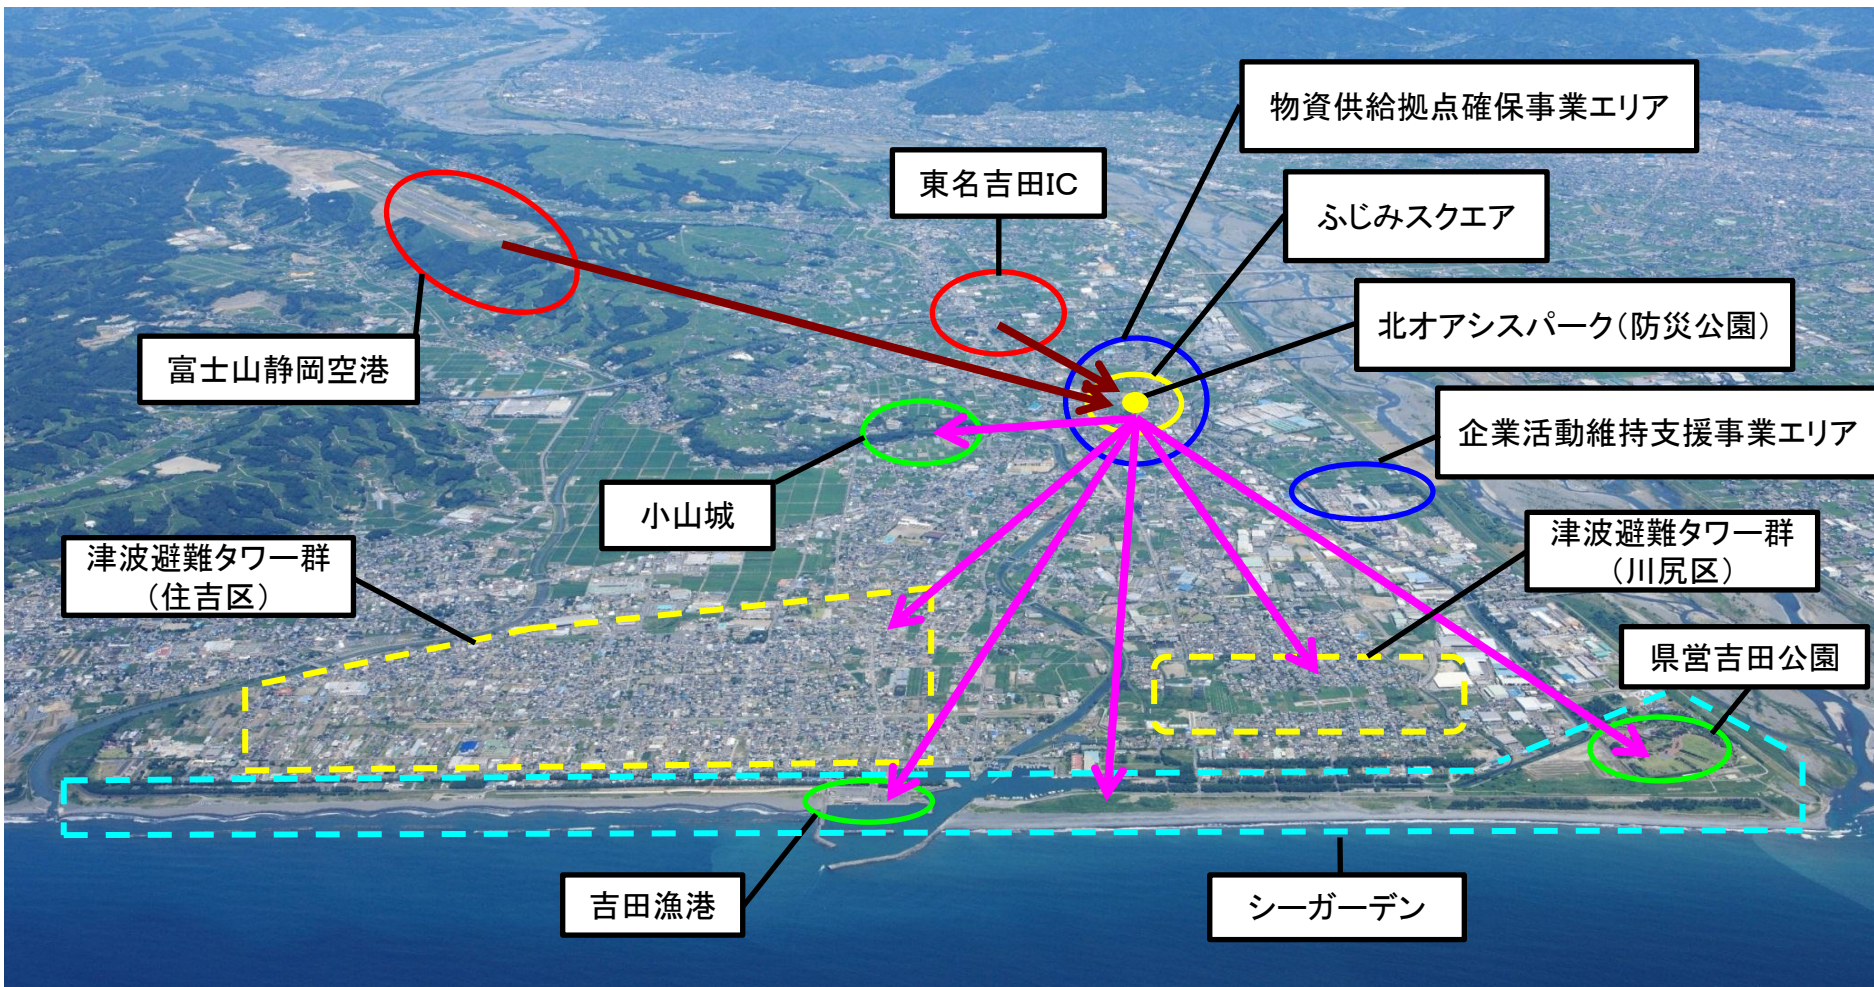 物資供給拠点確保事業エリア
東名吉田IC
ふじみスクエア
北オアシスパーク(防災公園)
富士山静岡空港
企業活動維持支援事業エリア
小山城
津波避難タワー群
(住吉区)
津波避難タワー群
(川尻区)
県営吉田公園
吉田漁港
シーガーデン